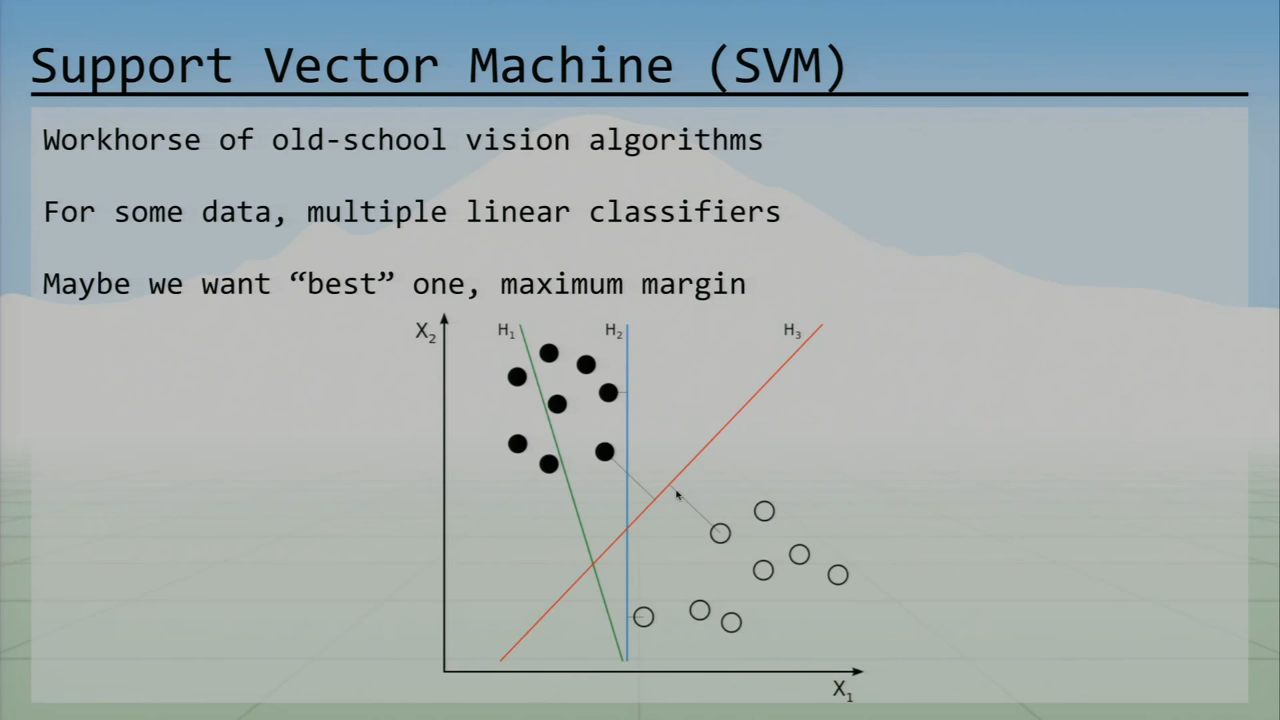 Support Vector Machine (SVM)
Workhorse of old-school vision algorithms
For some data, multiple linear classifiers
Maybe we want “best” one, maximum margin
X2
H1
H2
H3
X1